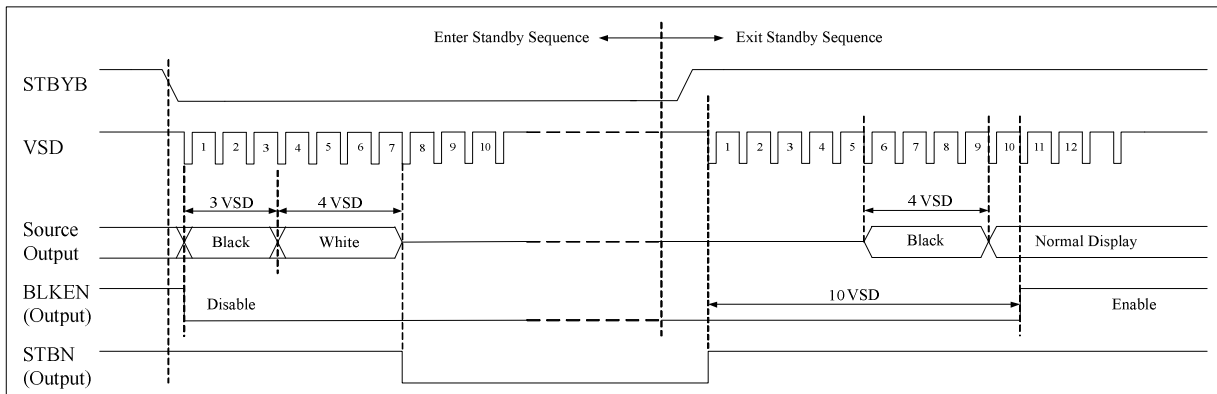 Enter Standby Sequence Exit Standby Sequence
STBYB
VSD 1 2 3 4 5 6 7 8 9 10 1 2 3 4 5 6 7 8 9 10 11 12
3 VSD 4 VSD 4 VSD
Source Output Black White Black Normal Display
BLKEN (Output) Disable 10 VSD Enable
STBN (Output)